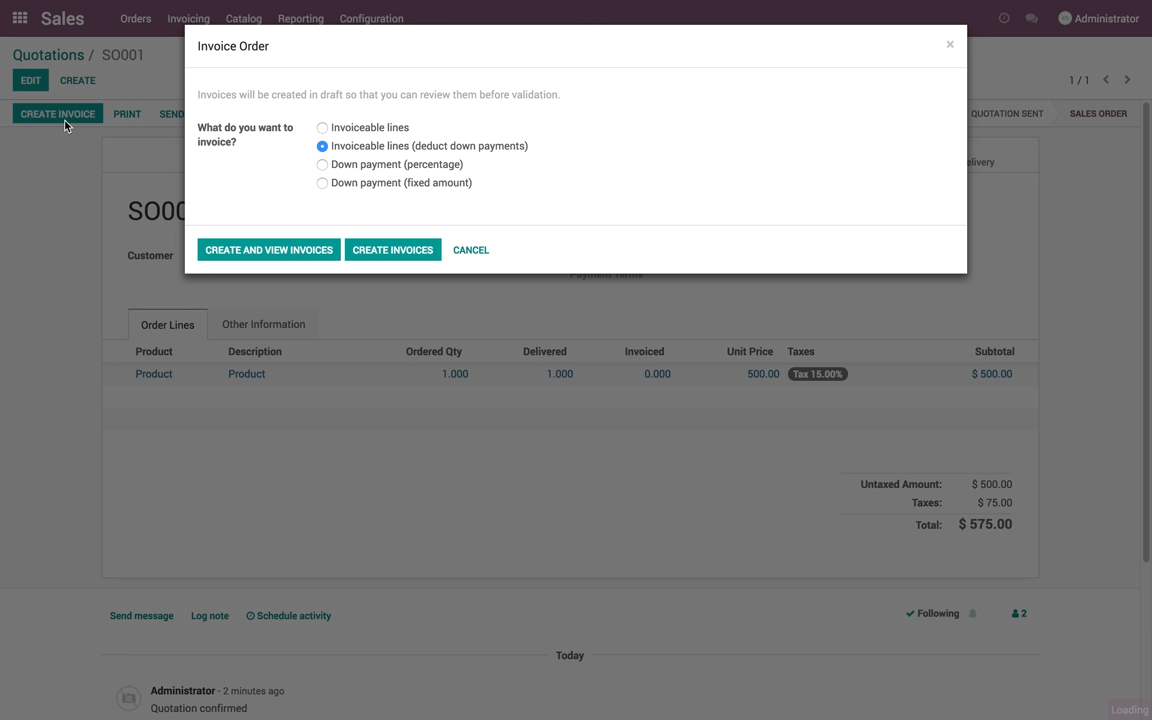 Sales Orders Invoicing Catalog Reporting Configuration Administrator
Quotations / SO001
EDIT CREATE 1 / 1
CREATE INVOICE PRINT SEND QUOTATION SENT SALES ORDER
Invoice Order ×
Invoices will be created in draft so that you can review them before validation.
What do you want to
invoice?
Invoiceable lines
Invoiceable lines (deduct down payments)
Down payment (percentage)
Down payment (fixed amount)
CREATE AND VIEW INVOICES CREATE INVOICES CANCEL
elivery
SO00
Customer
Payment Terms
Order Lines Other Information
Product Description Ordered Qty Delivered Invoiced Unit Price Taxes Subtotal
Product Product 1.000 1.000 0.000 500.00 Tax 15.00% $ 500.00
Untaxed Amount: $ 500.00
Taxes: $ 75.00
Total: $ 575.00
Send message Log note Schedule activity Following 2
Today
Administrator - 2 minutes ago
Quotation confirmed
Loading